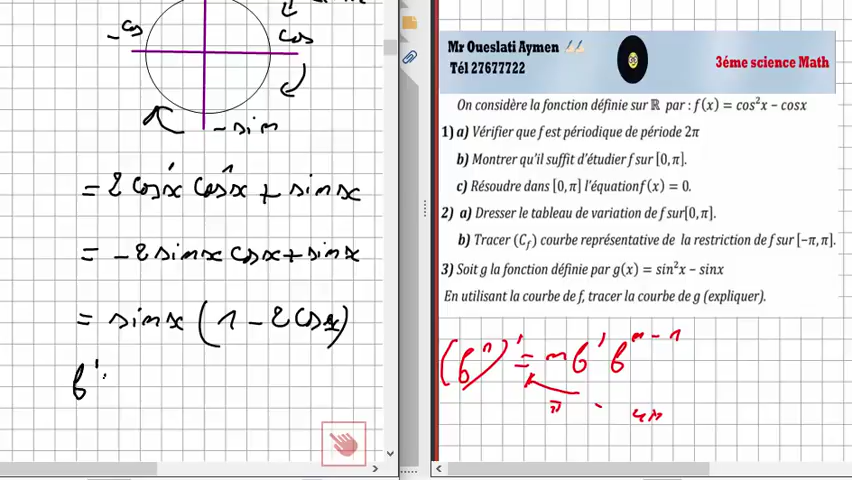 -cos
cos
-sin
= 2 cos'x cos'x + sinx
= -2 sinx cosx + sinx
= sinx (1 - 2 cosx)
f'
Mr Oueslati Aymen
Tél 27677722
3éme science Math
On considère la fonction définie sur ℝ par : f(x) = cos²x – cosx
1) a) Vérifier que f est périodique de période 2π
b) Montrer qu'il suffit d'étudier f sur [0, π].
c) Résoudre dans [0, π] l'équation f(x) = 0.
2) a) Dresser le tableau de variation de f sur[0, π].
b) Tracer (Cf) courbe représentative de la restriction de f sur [−π, π].
3) Soit g la fonction définie par g(x) = sin²x – sinx
En utilisant la courbe de f, tracer la courbe de g (expliquer).
(f^n)' = n f' f^(n-1)